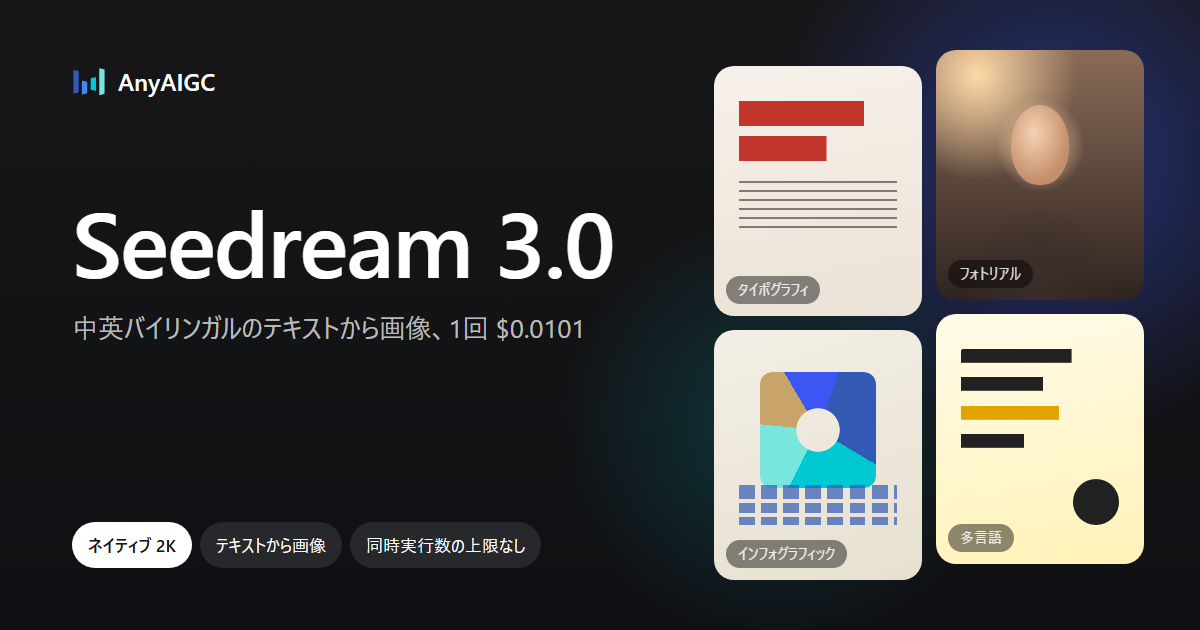 AnyAIGC
Seedream 3.0
中英バイリンガルのテキストから画像、1回 $0.0101
ネイティブ 2K
テキストから画像
同時実行数の上限なし
タイポグラフィ
フォトリアル
インフォグラフィック
多言語